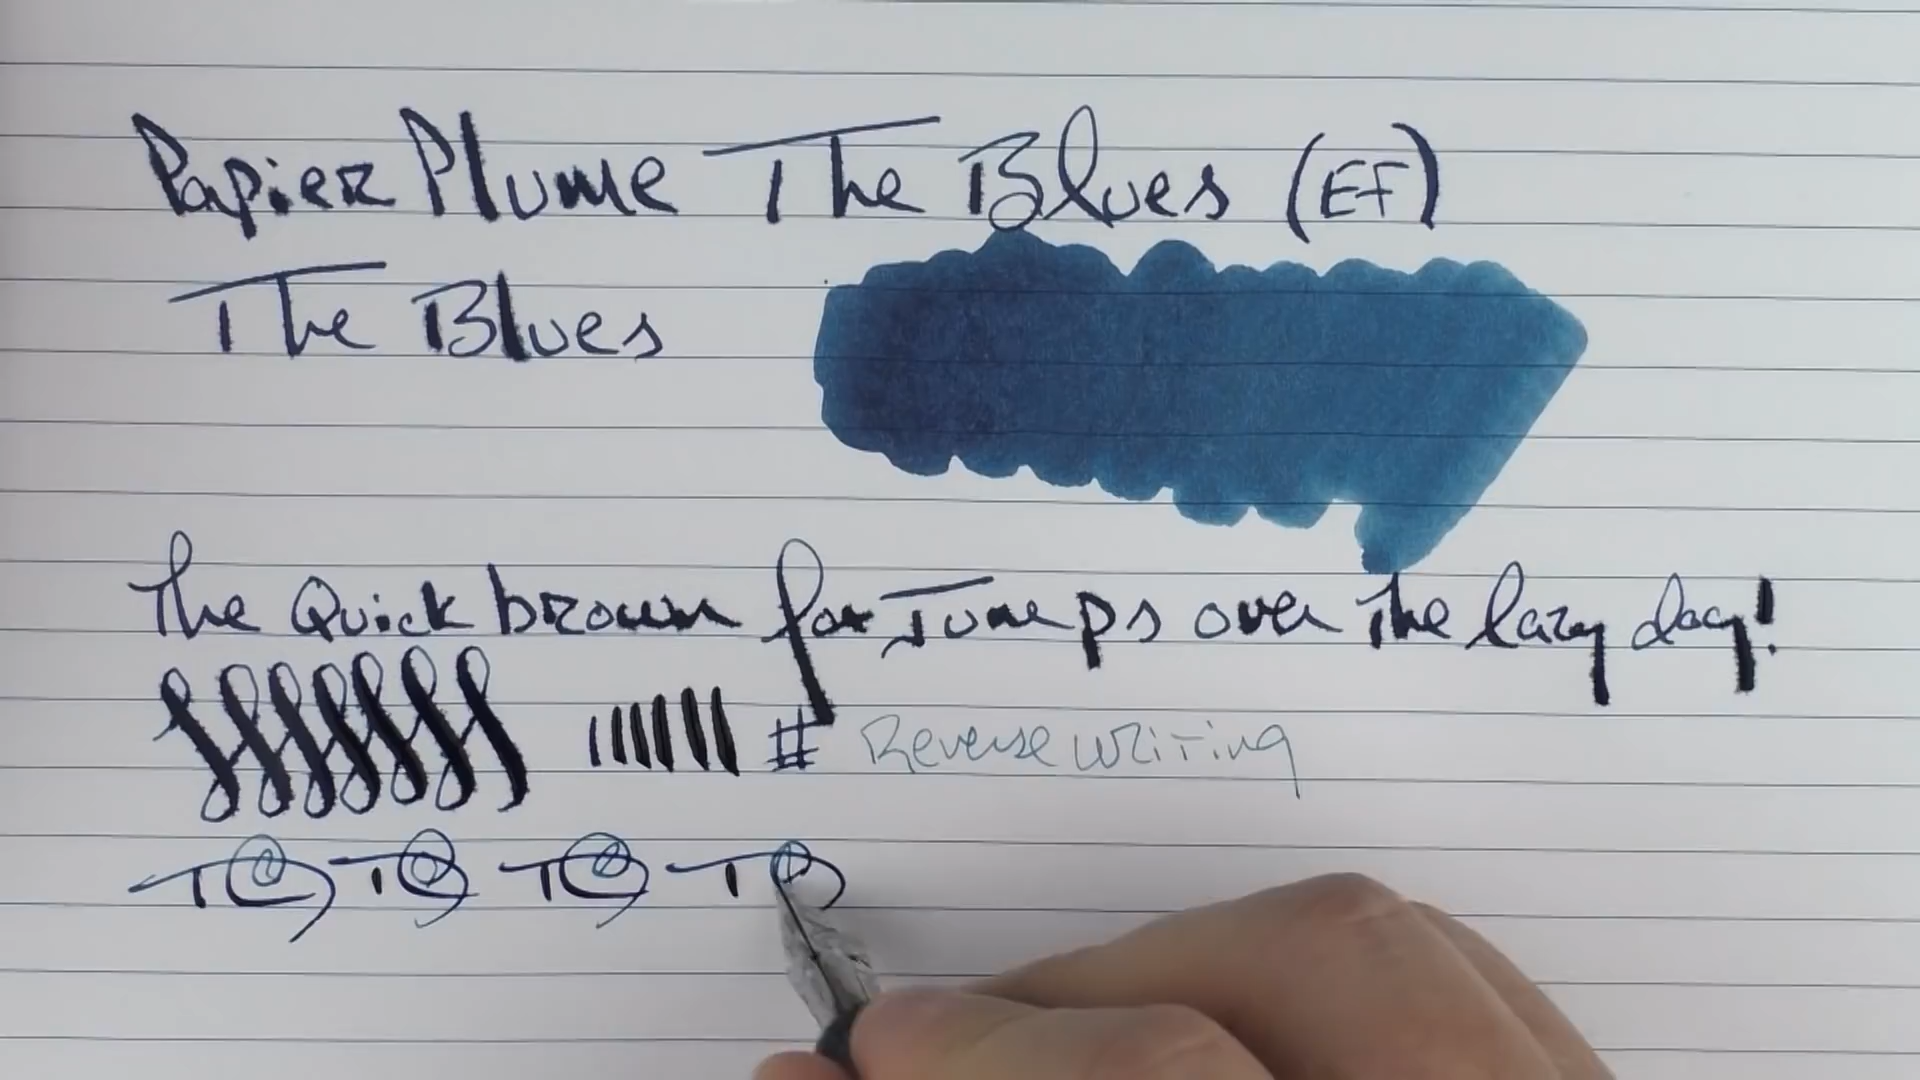 Papier Plume The Blues (EF)
The Blues
The Quick brown fox Jumps over The lazy dog!
# Reverse writing